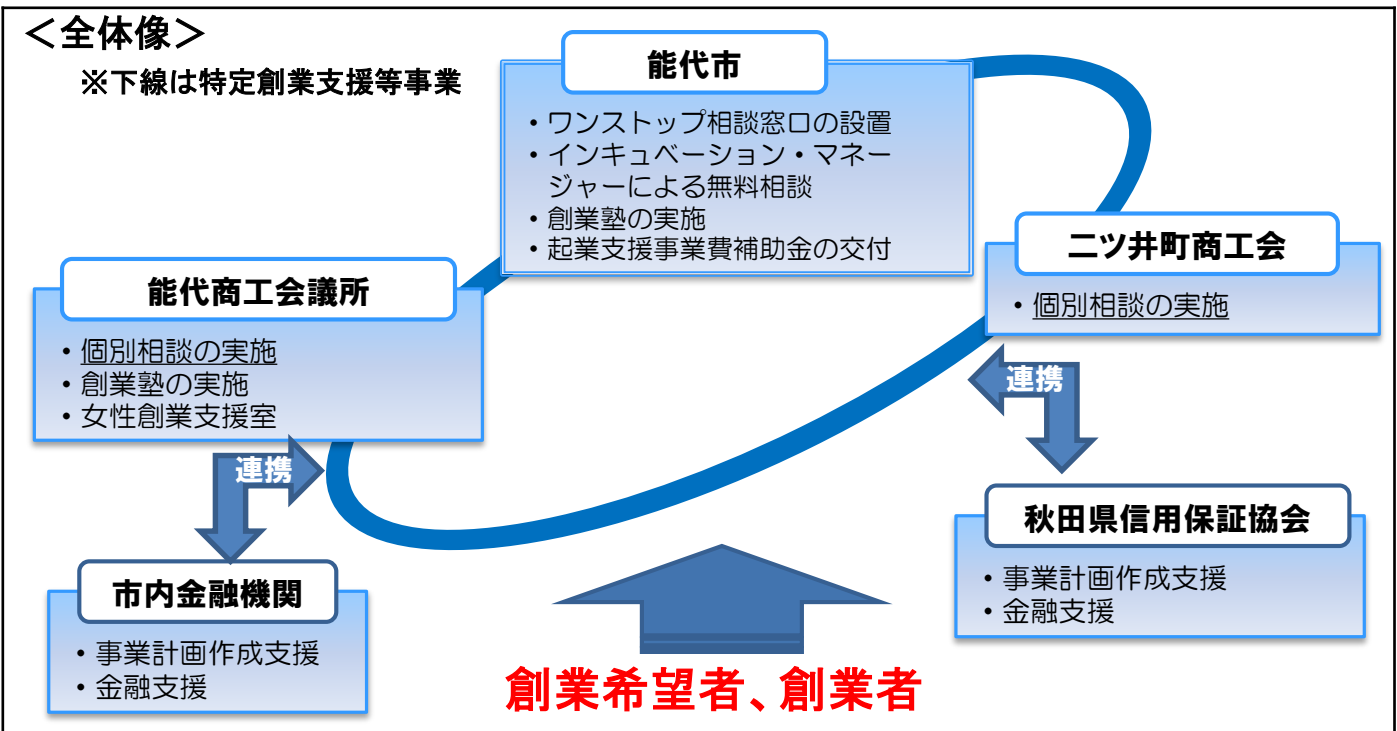 ＜全体像＞
※下線は特定創業支援等事業
能代市
・ワンストップ相談窓口の設置
・インキュベーション・マネー
ジャーによる無料相談
・創業塾の実施
・起業支援事業費補助金の交付
二ツ井町商工会
・個別相談の実施
能代商工会議所
・個別相談の実施
・創業塾の実施
・女性創業支援室
連携
連携
市内金融機関
・事業計画作成支援
・金融支援
秋田県信用保証協会
・事業計画作成支援
・金融支援
創業希望者、創業者